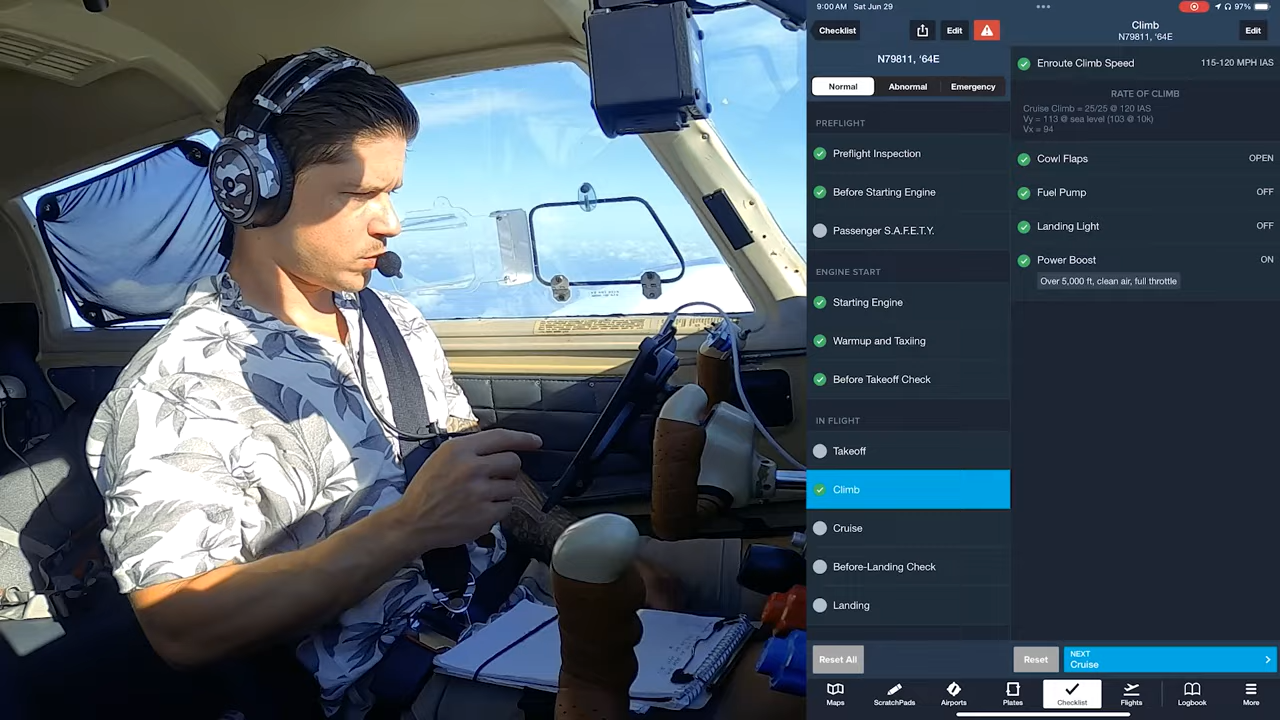 9:00 AM Sat Jun 29
97%
Checklist
Edit
Climb
N79811, '64E
Edit
N79811, '64E
Normal
Abnormal
Emergency
PREFLIGHT
Preflight Inspection
Before Starting Engine
Passenger S.A.F.E.T.Y.
ENGINE START
Starting Engine
Warmup and Taxiing
Before Takeoff Check
IN FLIGHT
Takeoff
Climb
Cruise
Before-Landing Check
Landing
Reset All
Enroute Climb Speed
115-120 MPH IAS
RATE OF CLIMB
Cruise Climb = 25/25 @ 120 IAS
Vy = 113 @ sea level (103 @ 10k)
Vx = 94
Cowl Flaps
OPEN
Fuel Pump
OFF
Landing Light
OFF
Power Boost
ON
Over 5,000 ft, clean air, full throttle
Reset
NEXT
Cruise
Maps
ScratchPads
Airports
Plates
Checklist
Flights
Logbook
More